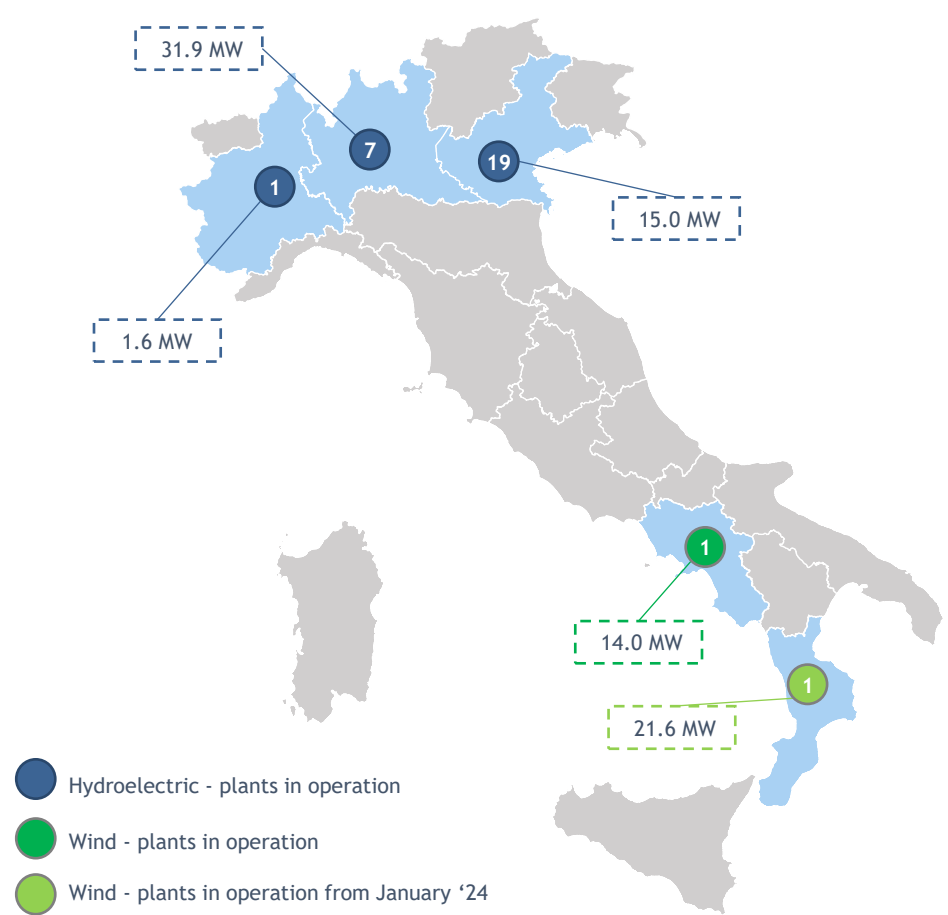 31.9 MW
7
19
1
15.0 MW
1.6 MW
1
14.0 MW
1
21.6 MW
Hydroelectric - plants in operation
Wind - plants in operation
Wind - plants in operation from January ‘24